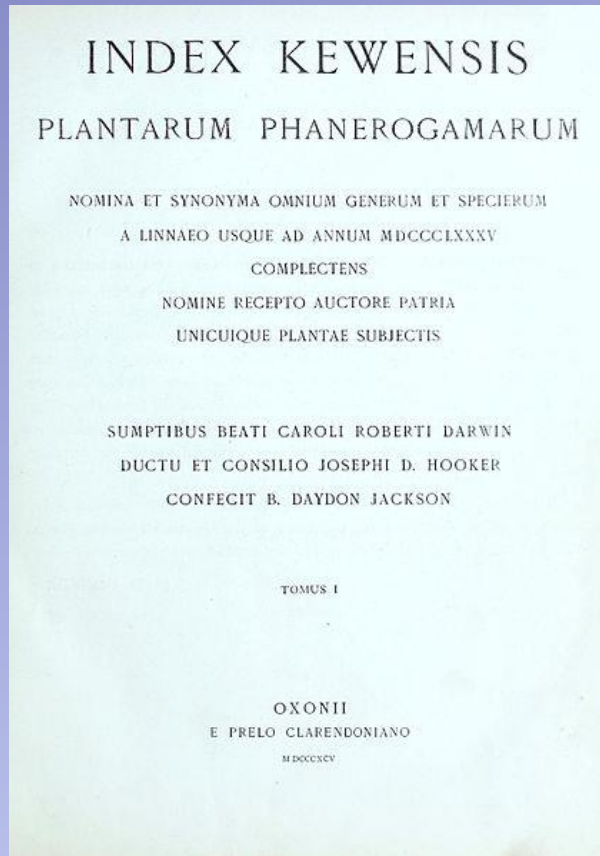 INDEX KEWENSIS
PLANTARUM PHANEROGAMARUM
NOMINA ET SYNONYMA OMNIUM GENERUM ET SPECIERUM
A LINNAEO USQUE AD ANNUM MDCCCLXXXV
COMPLECTENS
NOMINE RECEPTO AUCTORE PATRIA
UNICUIQUE PLANTAE SUBJECTIS
SUMPTIBUS BEATI CAROLI ROBERTI DARWIN
DUCTU ET CONSILIO JOSEPHI D. HOOKER
CONFECIT B. DAYDON JACKSON
TOMUS I
OXONII
E PRELO CLARENDONIANO
MDCCCXCV